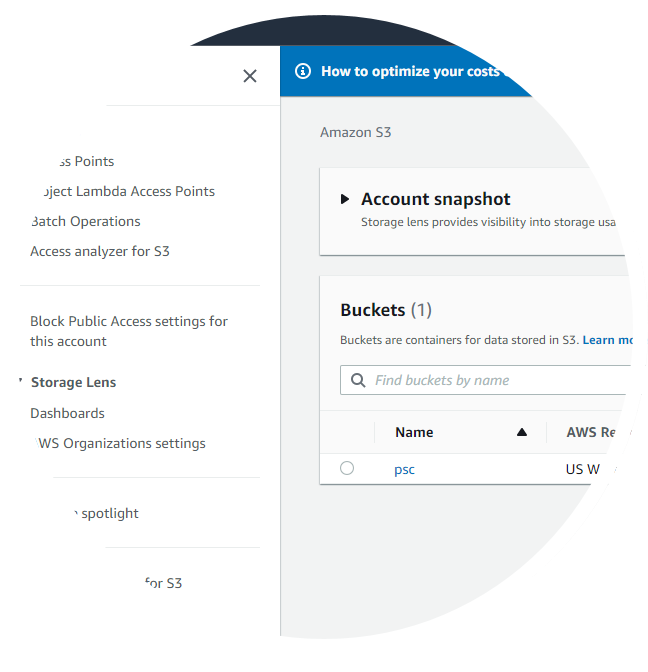 How to optimize your costs
Amazon S3
Points
Lambda Access Points
Batch Operations
Access analyzer for S3
Block Public Access settings for
this account
Storage Lens
Dashboards
WS Organizations settings
spotlight
for S3
Account snapshot
Storage lens provides visibility into storage usa
Buckets (1)
Buckets are containers for data stored in S3. Learn mo
Find buckets by name
Name AWS Re
psc US W